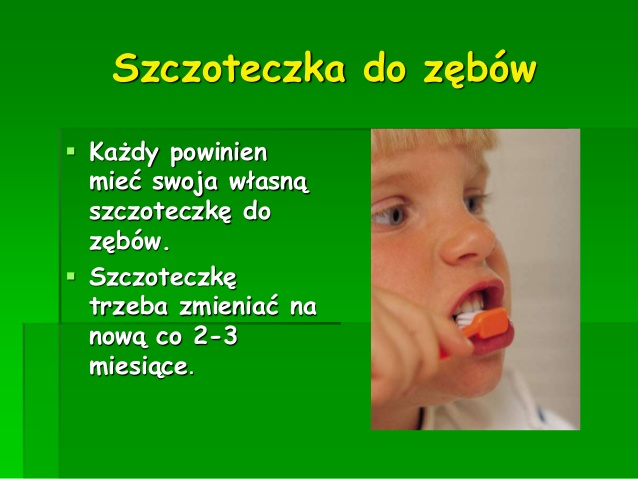 Szczoteczka do zębów
Każdy powinien
mieć swoja własną
szczoteczkę do
zębów.
Szczoteczkę
trzeba zmieniać na
nową co 2-3
miesiące.